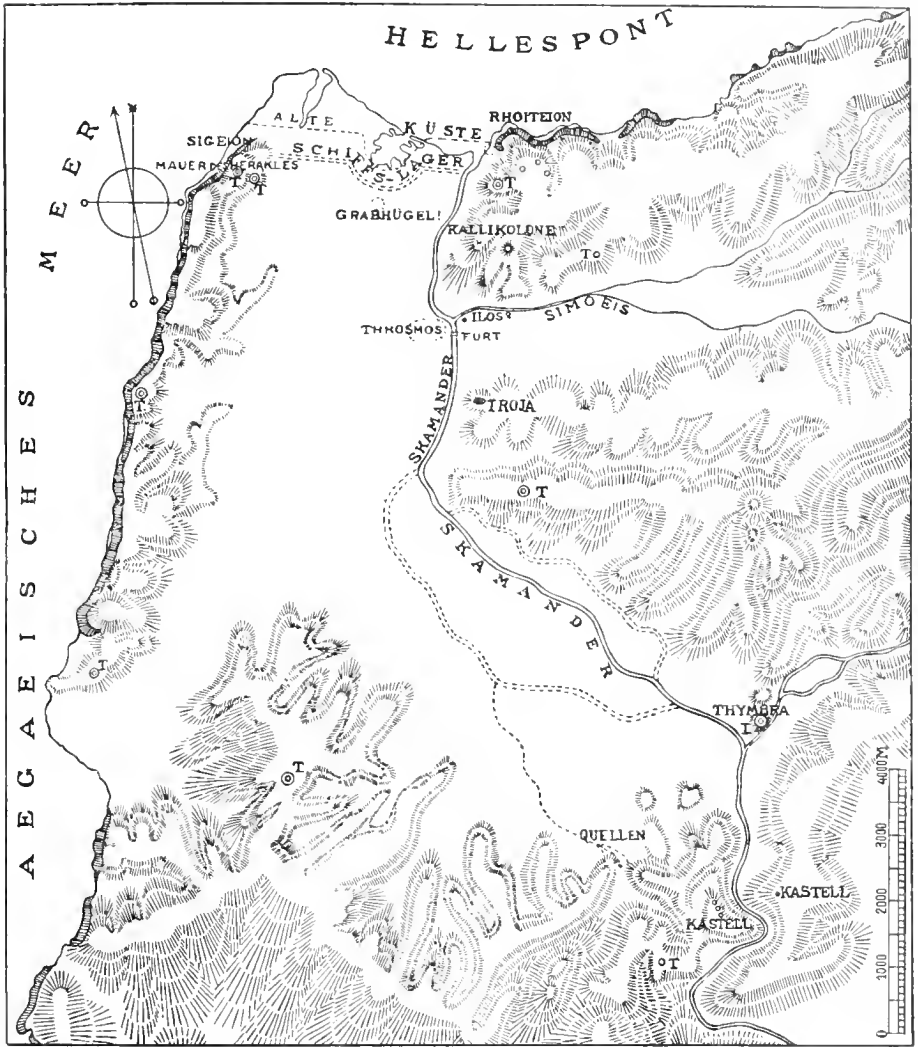 HELLESPONT
AEGAEISCHES MEER
ALTE KÜSTE
RHOITEION
SIGEION
SCHIFFS-LAGER
MAUER D. HERAKLES
T
T
T
GRABHÜGEL!
KALLIKOLONE
T
ILOS
SIMOEIS
THROSMOS
FURT
SKAMANDER
T
TROJA
T
SKAMANDER
T
THYMBRA
T
T
QUELLEN
KASTELL
KASTELL
T
4000 M
3000
2000
1000
0